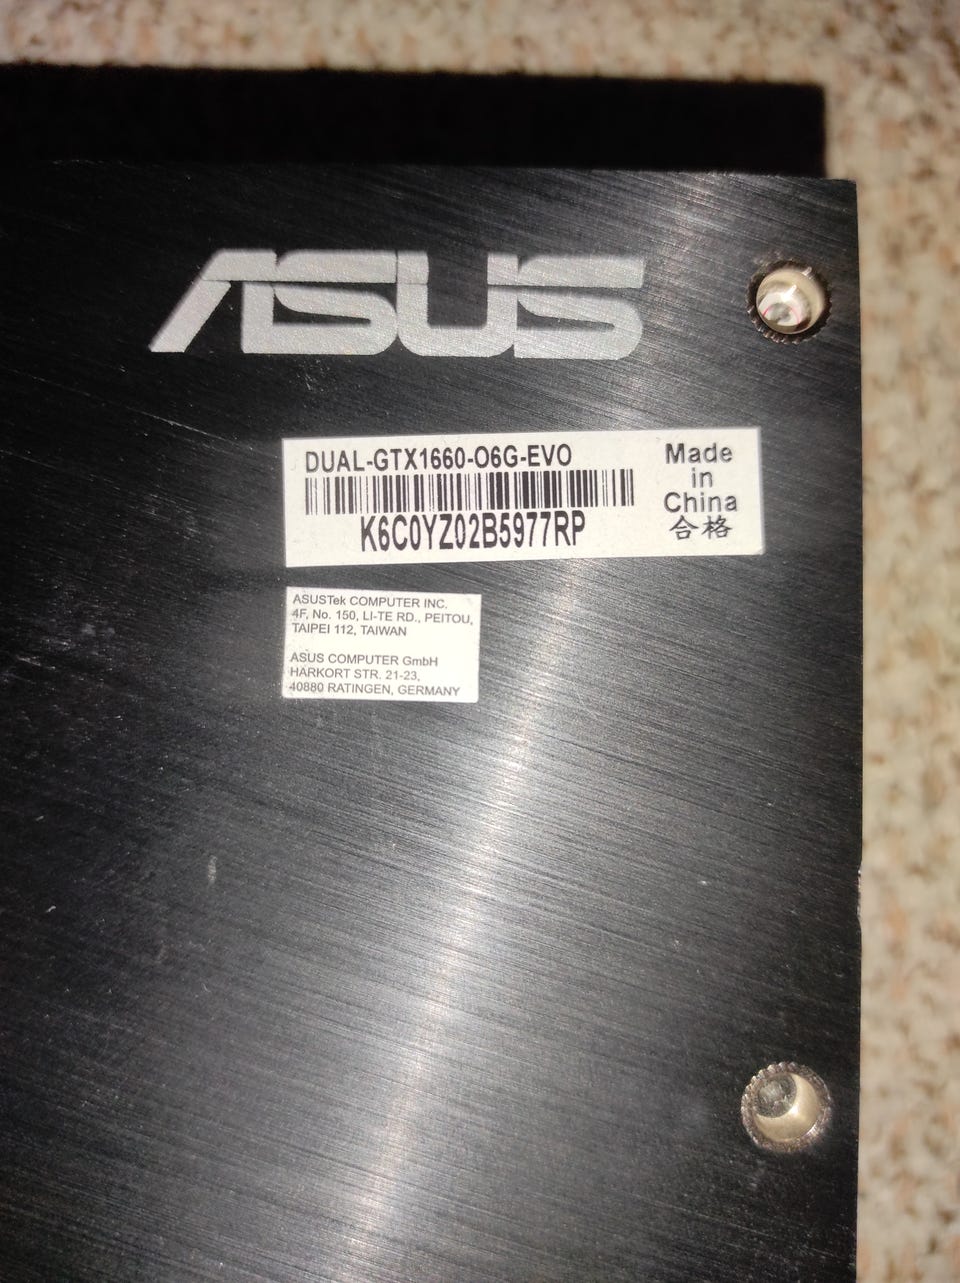 ASUS
DUAL-GTX1660-O6G-EVO
K6C0YZ02B5977RP
Made
in
China
合格
ASUSTek COMPUTER INC.
4F, No. 150, LI-TE RD., PEITOU,
TAIPEI 112, TAIWAN
ASUS COMPUTER GmbH
HARKORT STR. 21-23,
40880 RATINGEN, GERMANY